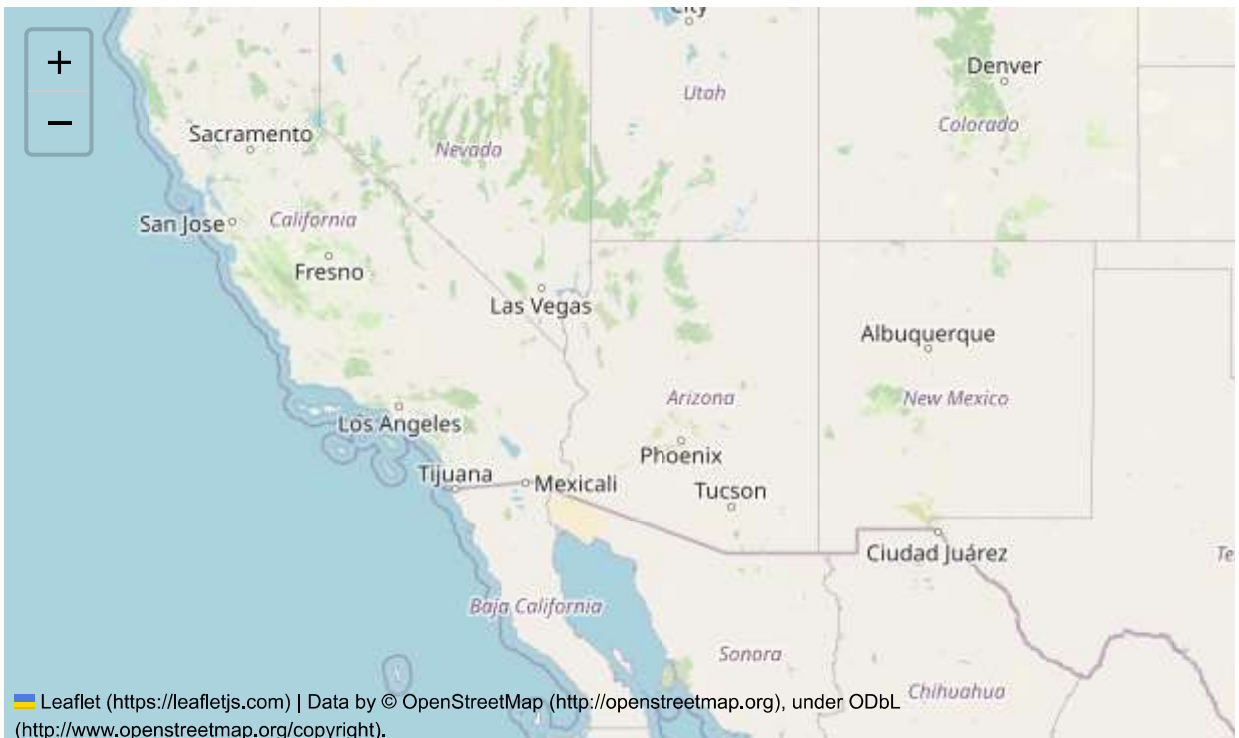 City
+
Denver
Utah
Colorado
−
Sacramento
Nevada
San Jose
California
Fresno
Las Vegas
Albuquerque
Arizona
New Mexico
Los Angeles
Phoenix
Tijuana
Mexicali
Tucson
Ciudad Juárez
Baja California
Sonora
Chihuahua
Leaflet (https://leafletjs.com) | Data by © OpenStreetMap (http://openstreetmap.org), under ODbL
(http://www.openstreetmap.org/copyright).